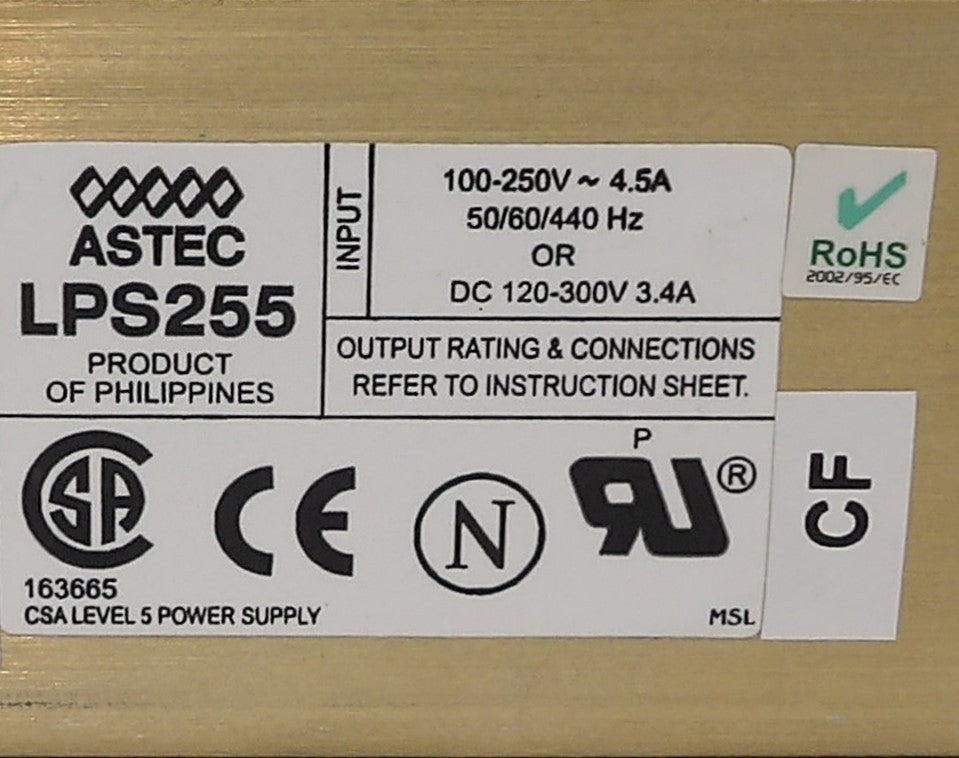 ASTEC
LPS255
PRODUCT
OF PHILIPPINES
INPUT
100-250V ~ 4.5A
50/60/440 Hz
OR
DC 120-300V 3.4A
OUTPUT RATING & CONNECTIONS
REFER TO INSTRUCTION SHEET.
RoHS
2002/95/EC
SA
163665
CSA LEVEL 5 POWER SUPPLY
CE
N
P
RU®
MSL
CF